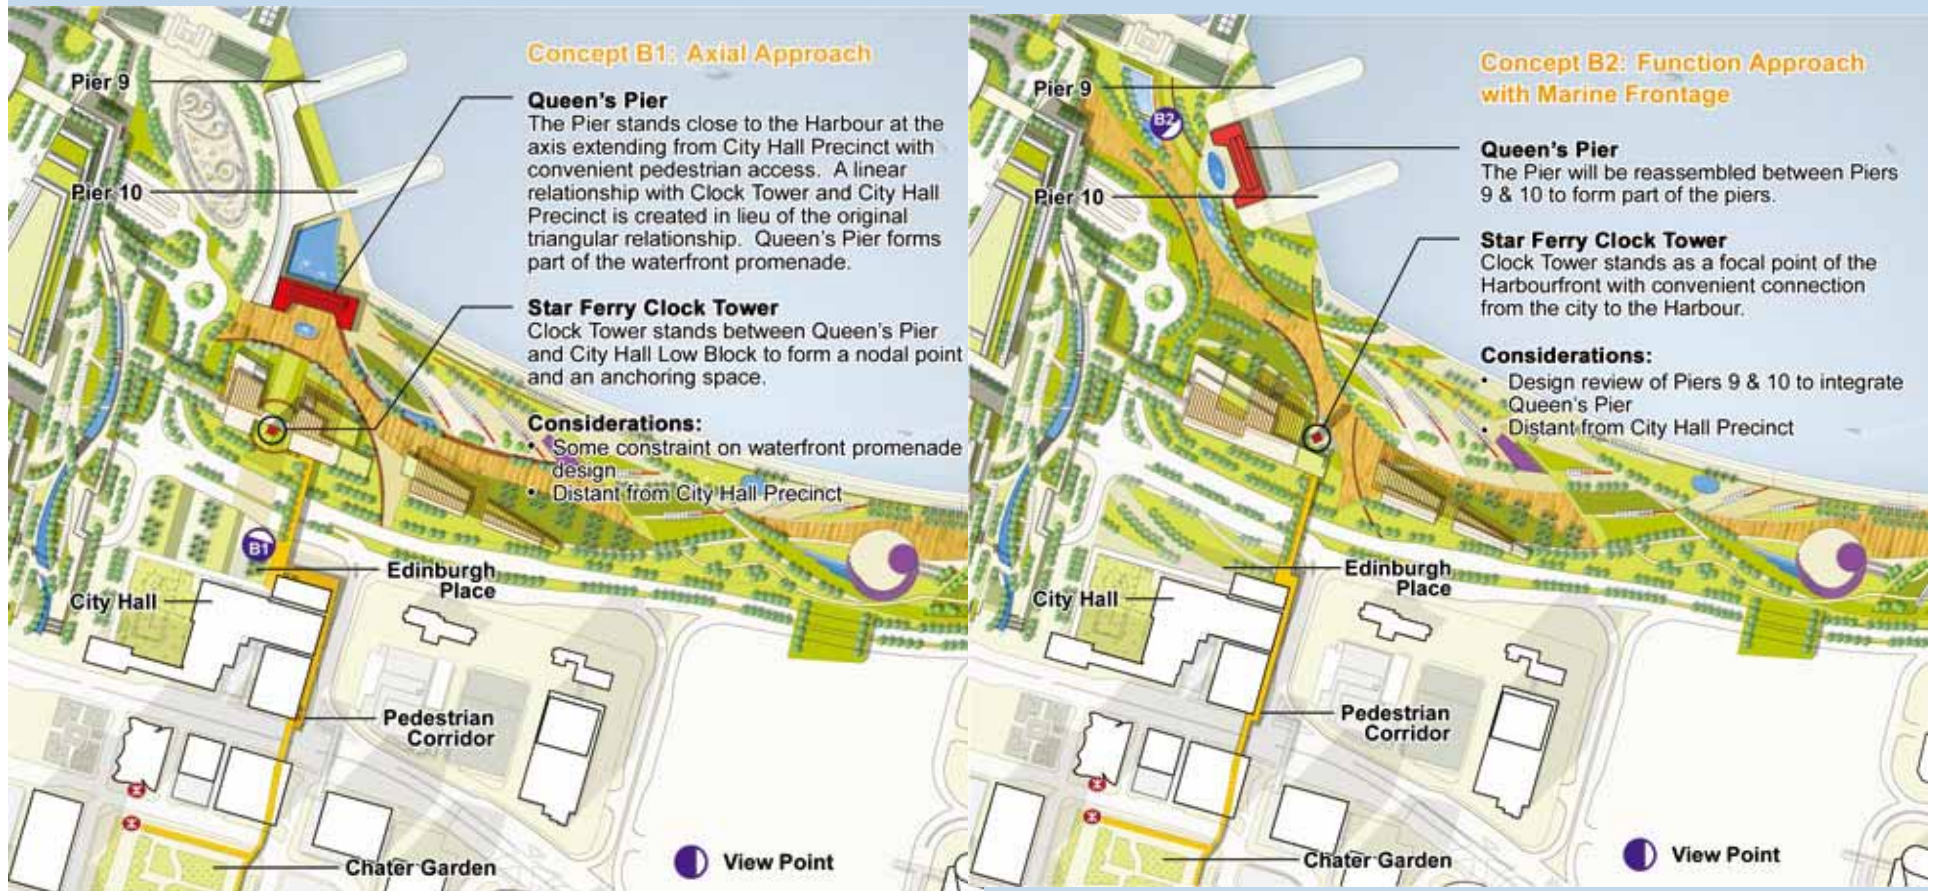 Concept B1: Axial Approach
Pier 9
Queen's Pier
The Pier stands close to the Harbour at the
axis extending from City Hall Precinct with
convenient pedestrian access. A linear
relationship with Clock Tower and City Hall
Precinct is created in lieu of the original
triangular relationship. Queen's Pier forms
part of the waterfront promenade.
Pier 10
Star Ferry Clock Tower
Clock Tower stands between Queen's Pier
and City Hall Low Block to form a nodal point
and an anchoring space.
Considerations:
• Some constraint on waterfront promenade
design
• Distant from City Hall Precinct
B1
Edinburgh
Place
City Hall
Pedestrian
Corridor
Chater Garden
View Point
Concept B2: Function Approach
with Marine Frontage
Pier 9
B2
Queen's Pier
The Pier will be reassembled between Piers
9 & 10 to form part of the piers.
Pier 10
Star Ferry Clock Tower
Clock Tower stands as a focal point of the
Harbourfront with convenient connection
from the city to the Harbour.
Considerations:
• Design review of Piers 9 & 10 to integrate
Queen's Pier
• Distant from City Hall Precinct
Edinburgh
Place
City Hall
Pedestrian
Corridor
Chater Garden
View Point